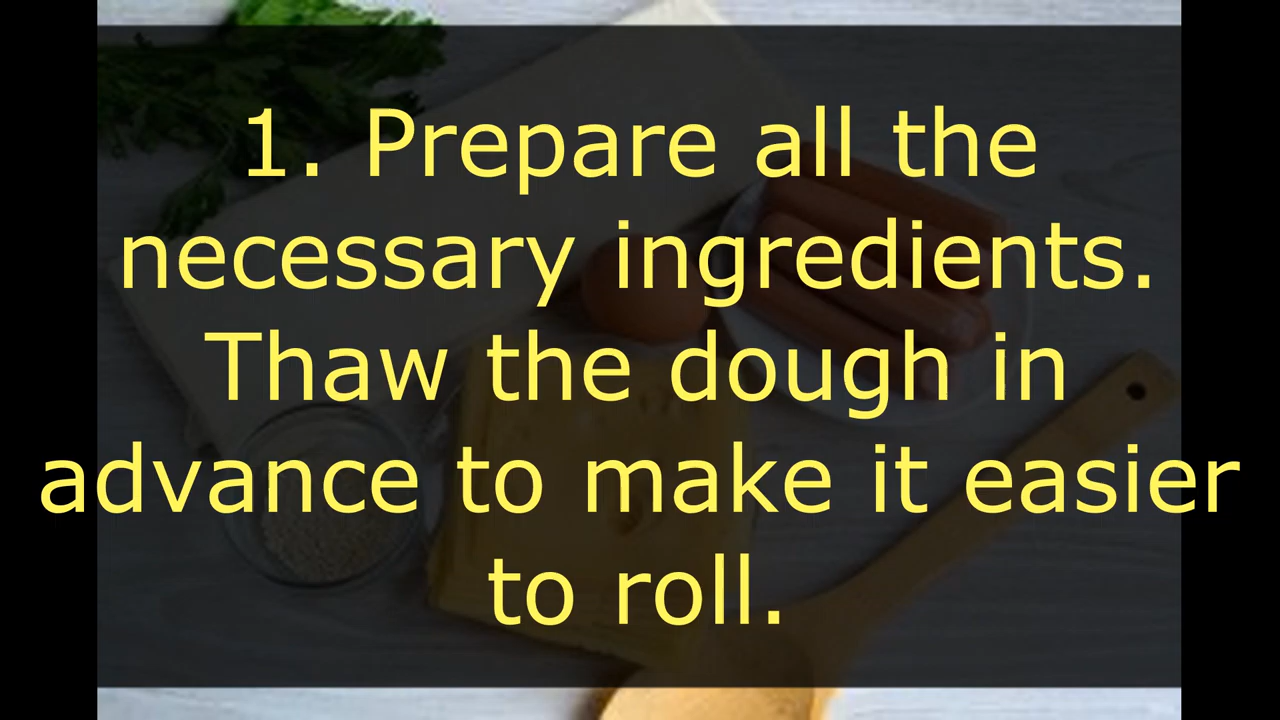 1. Prepare all the
necessary ingredients.
Thaw the dough in
advance to make it easier
to roll.